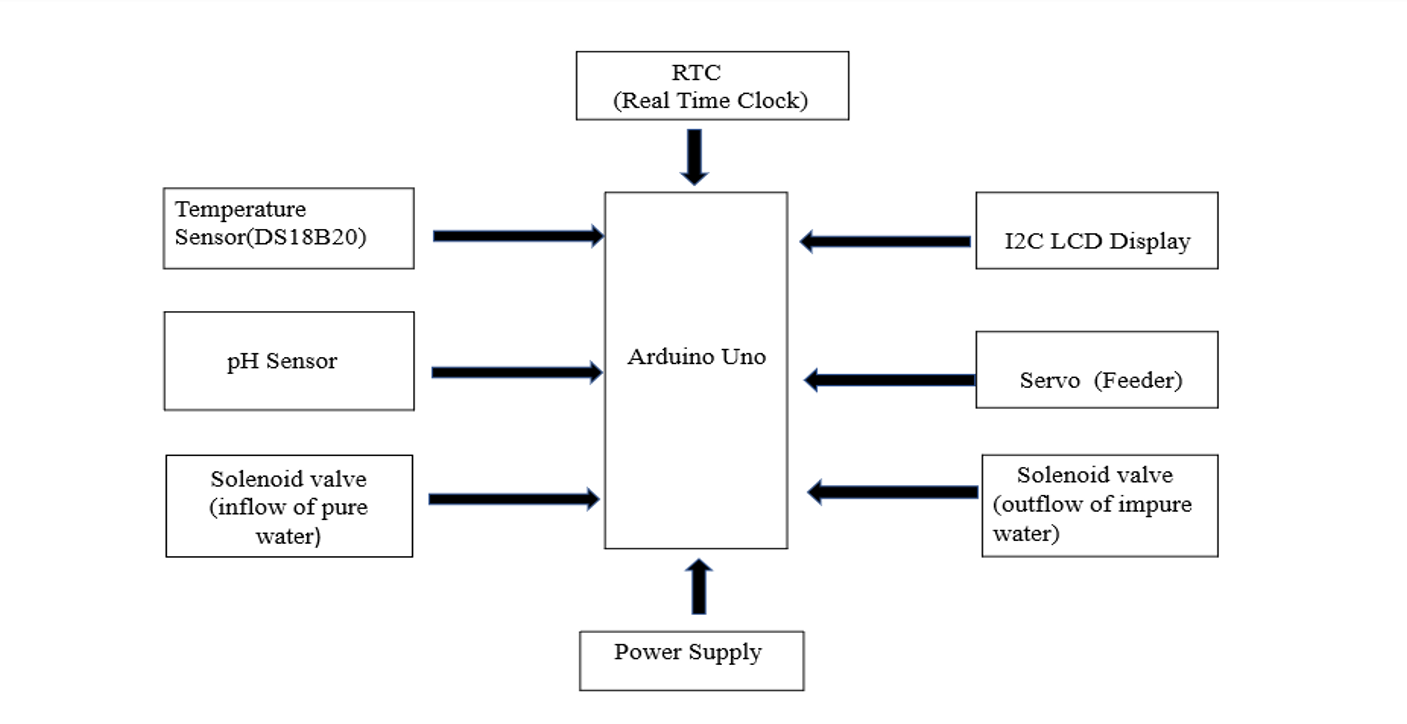 RTC
(Real Time Clock)
Temperature
Sensor(DS18B20)
I2C LCD Display
pH Sensor
Arduino Uno
Servo (Feeder)
Solenoid valve
(inflow of pure
water)
Solenoid valve
(outflow of impure
water)
Power Supply